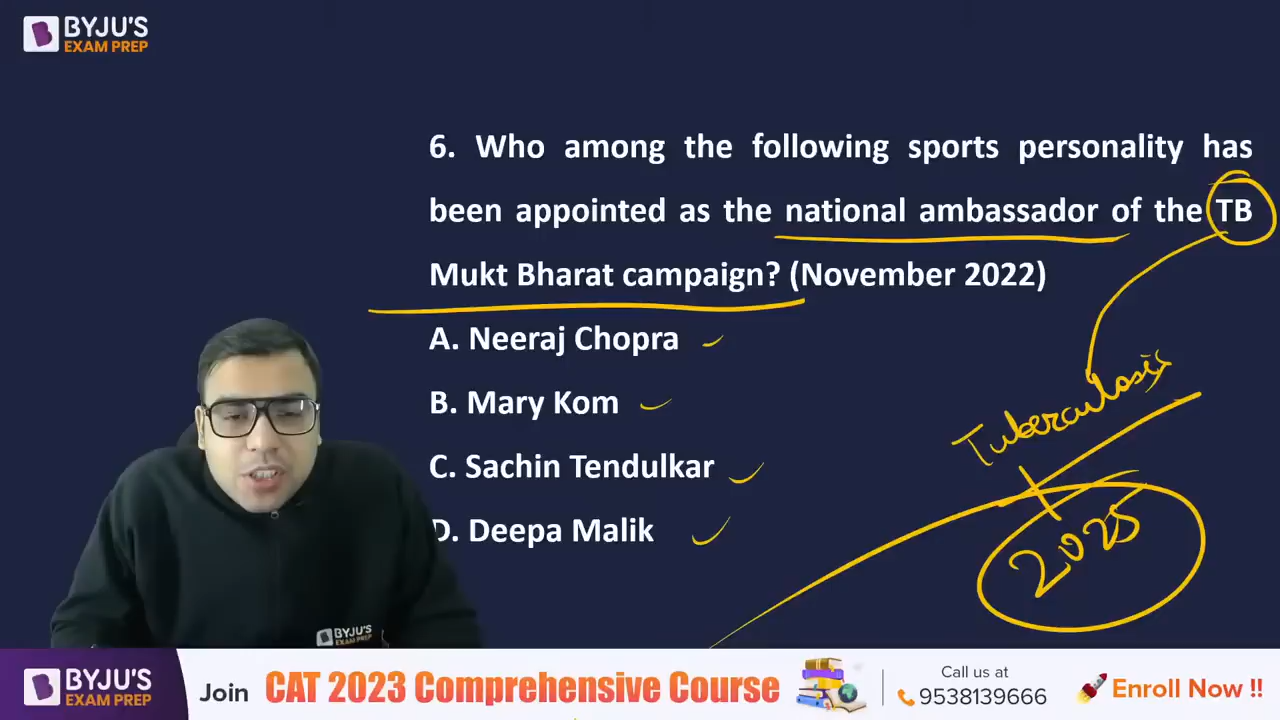 BYJU'S
EXAM PREP
6. Who among the following sports personality has
been appointed as the national ambassador of the TB
Mukt Bharat campaign? (November 2022)
A. Neeraj Chopra
B. Mary Kom
C. Sachin Tendulkar
D. Deepa Malik
Tuberculosis
2025
BYJU'S
EXAM PREP
BYJU'S
EXAM PREP
Join CAT 2023 Comprehensive Course
Call us at
9538139666
Enroll Now !!